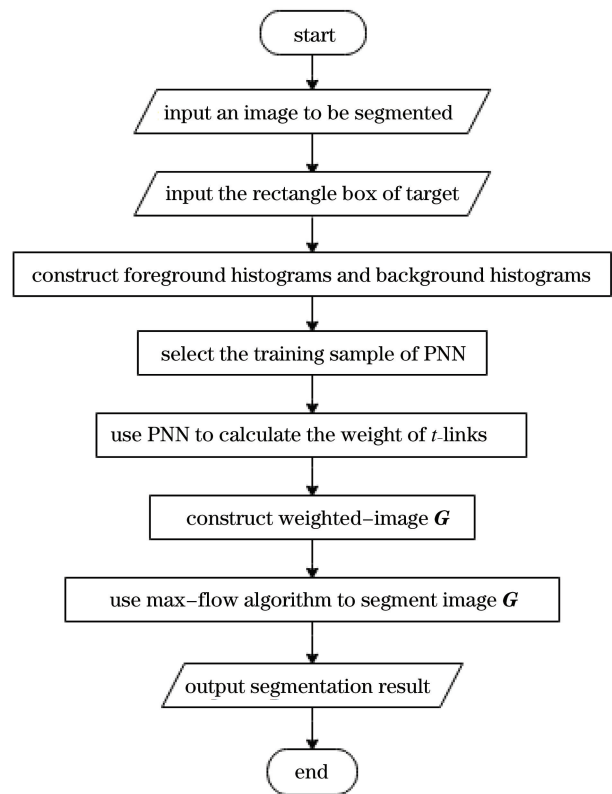 start
input an image to be segmented
input the rectangle box of target
construct foreground histograms and background histograms
select the training sample of PNN
use PNN to calculate the weight of t-links
construct weighted-image G
use max-flow algorithm to segment image G
output segmentation result
end